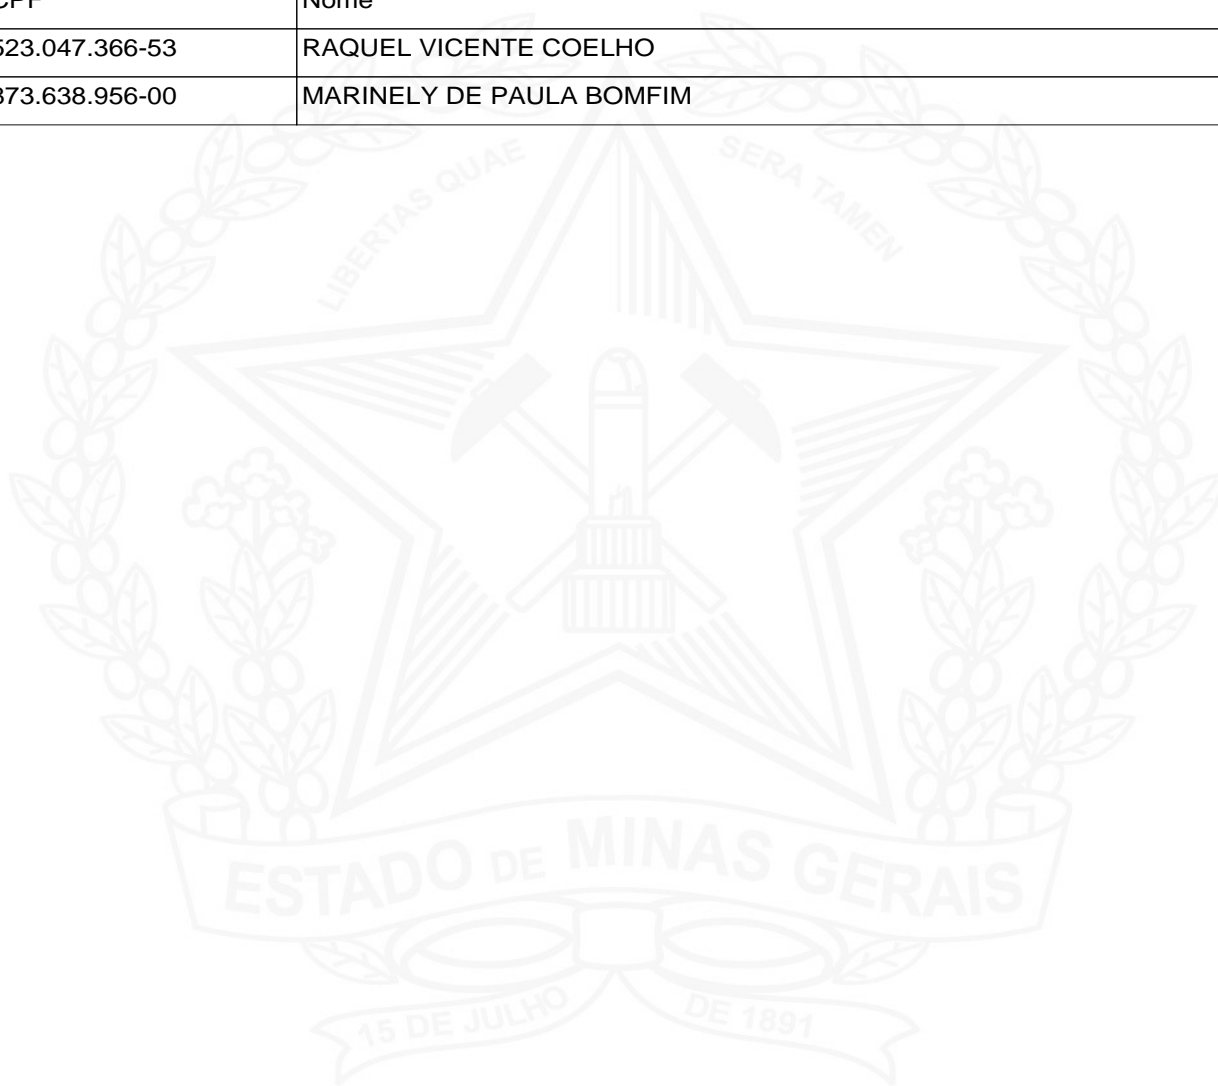 CPF Nome
523.047.366-53 RAQUEL VICENTE COELHO
873.638.956-00 MARINELY DE PAULA BOMFIM
LIBERTAS QUAE SERA TAMEN
ESTADO DE MINAS GERAIS
15 DE JULHO DE 1891